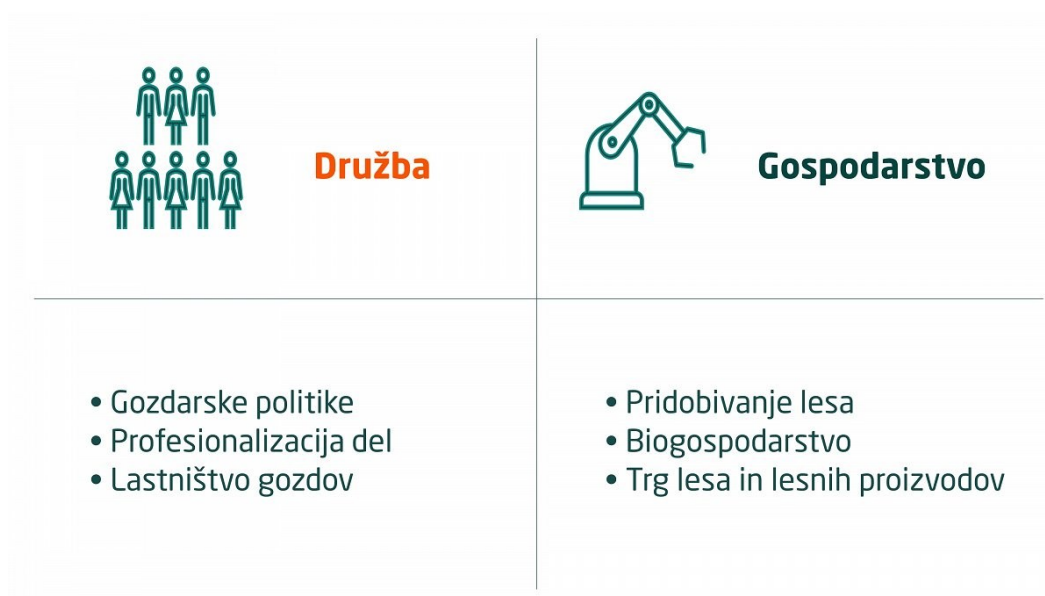 Družba
Gospodarstvo
• Gozdarske politike
• Profesionalizacija del
• Lastništvo gozdov
• Pridobivanje lesa
• Biogospodarstvo
• Trg lesa in lesnih proizvodov